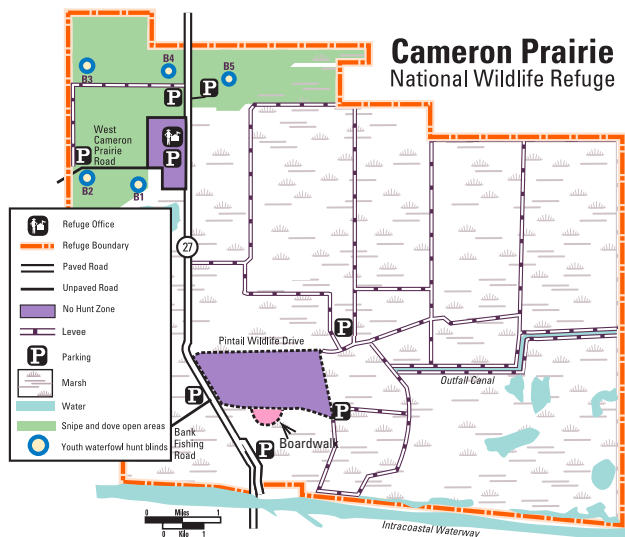 Cameron Prairie
National Wildlife Refuge
B3
B4
B5
P
P
West
Cameron
Prairie
Road
P
P
B2
B1
27
Refuge Office
Refuge Boundary
Paved Road
Unpaved Road
No Hunt Zone
Levee
P
Parking
Marsh
Water
Snipe and dove open areas
Youth waterfowl hunt blinds
Pintail Wildlife Drive
P
Outfall Canal
P
P
Bank
Fishing
Road
Boardwalk
P
Intracoastal Waterway
0 Miles 1
0 Kilo 1